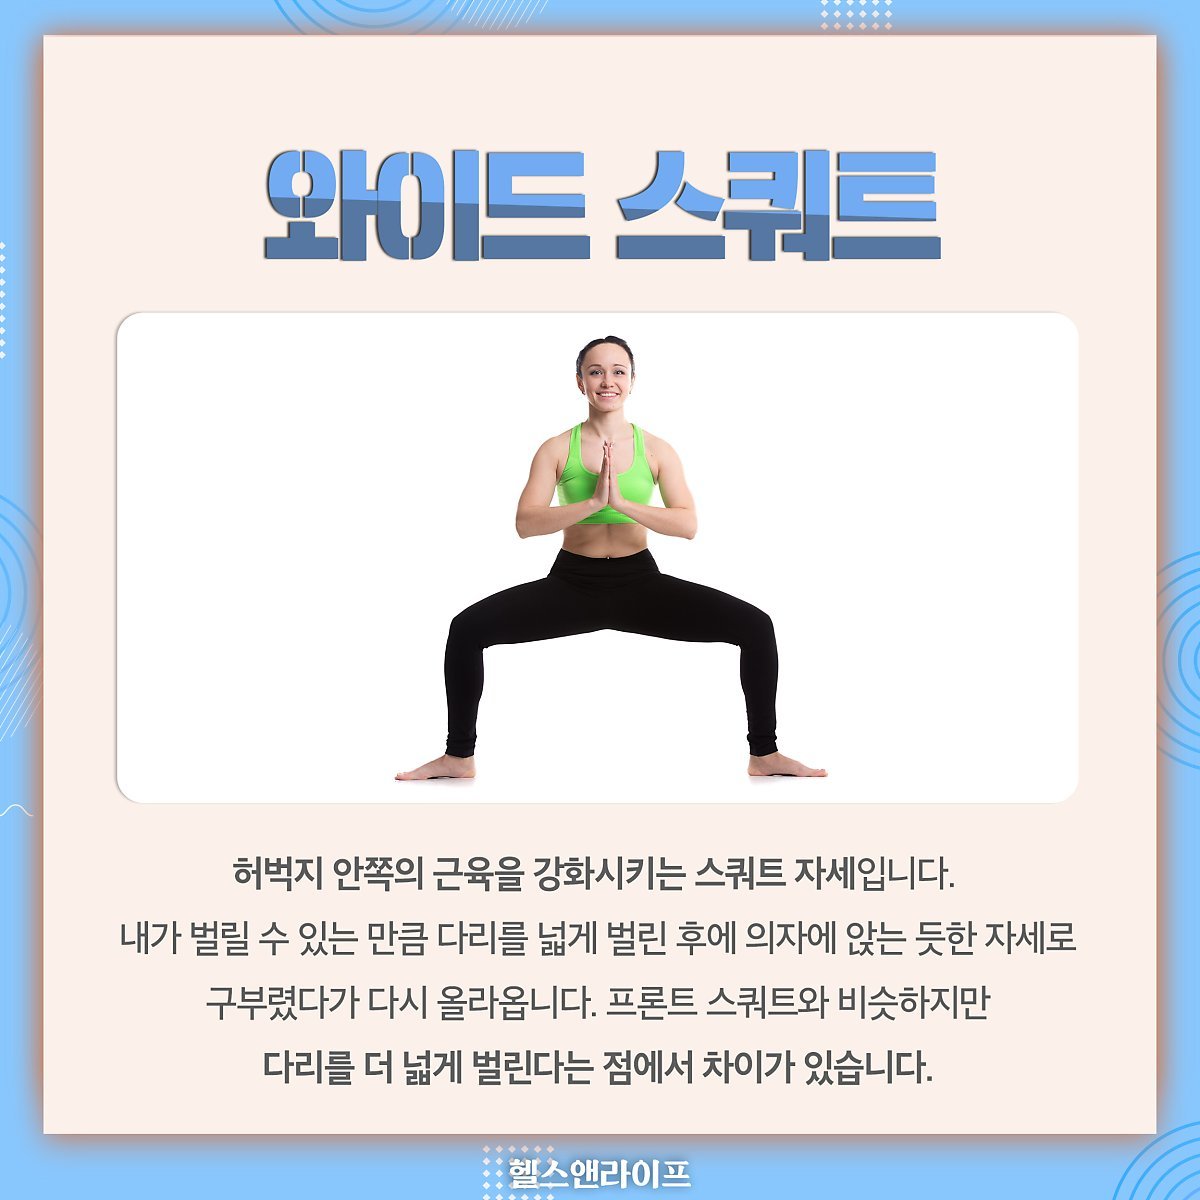 와이드 스쿼트
허벅지 안쪽의 근육을 강화시키는 스쿼트 자세입니다.
내가 벌릴 수 있는 만큼 다리를 넓게 벌린 후에 의자에 앉는 듯한 자세로
구부렸다가 다시 올라옵니다. 프론트 스쿼트와 비슷하지만
다리를 더 넓게 벌린다는 점에서 차이가 있습니다.
헬스앤라이프